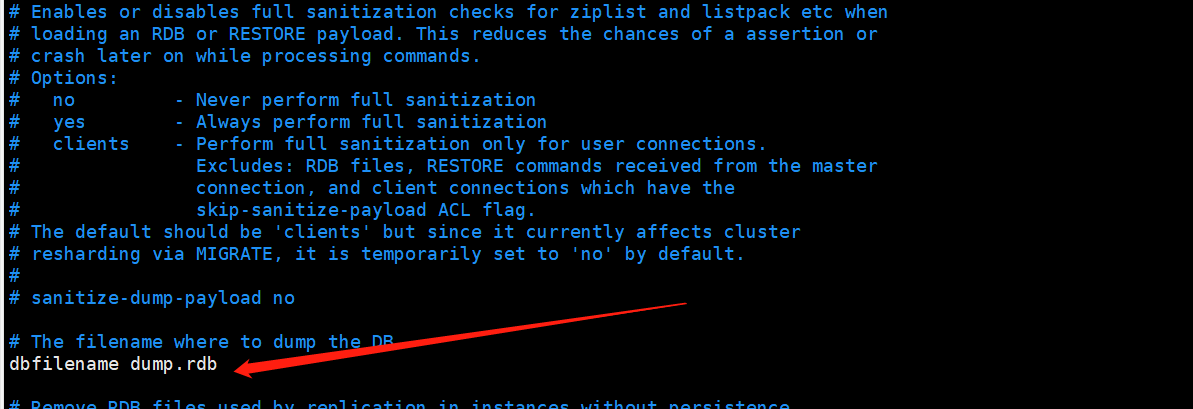 # Enables or disables full sanitization checks for ziplist and listpack etc when
# loading an RDB or RESTORE payload. This reduces the chances of a assertion or
# crash later on while processing commands.
# Options:
#   no         - Never perform full sanitization
#   yes        - Always perform full sanitization
#   clients    - Perform full sanitization only for user connections.
#                Excludes: RDB files, RESTORE commands received from the master
#                connection, and client connections which have the
#                skip-sanitize-payload ACL flag.
# The default should be 'clients' but since it currently affects cluster
# resharding via MIGRATE, it is temporarily set to 'no' by default.
#
# sanitize-dump-payload no
# The filename where to dump the DB
dbfilename dump.rdb
# Remove RDB files used by replication in instances without persistence